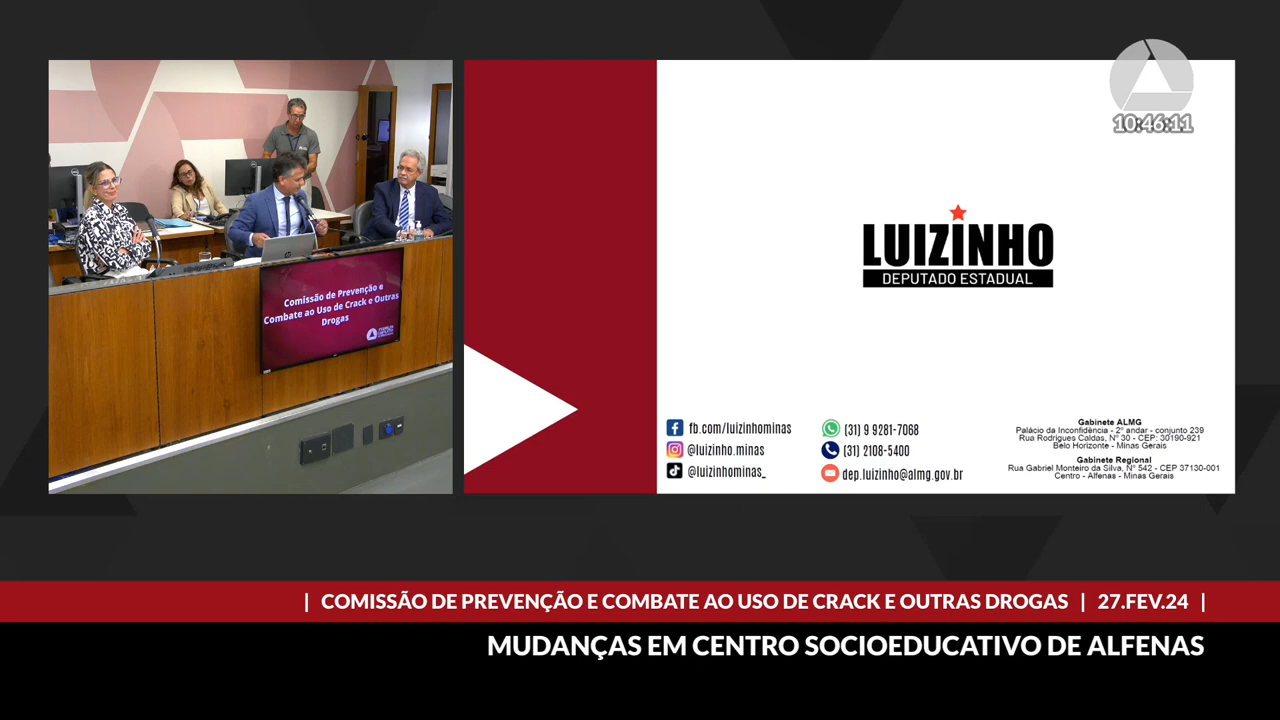 10:46:11
Comissão de Prevenção e
Combate ao Uso de Crack e Outras
Drogas
LUIZINHO
DEPUTADO ESTADUAL
fb.com/luizinhominas
@luizinho.minas
@luizinhominas_
(31) 9 9281-7068
(31) 2108-5400
dep.luizinho@almg.gov.br
Gabinete ALMG
Palácio da Inconfidência - 2º andar - conjunto 239
Rua Rodrigues Caldas, Nº 30 - CEP: 30190-921
Belo Horizonte - Minas Gerais
Gabinete Regional
Rua Gabriel Monteiro da Silva, Nº 542 - CEP 37130-001
Centro - Alfenas - Minas Gerais
| COMISSÃO DE PREVENÇÃO E COMBATE AO USO DE CRACK E OUTRAS DROGAS | 27.FEV.24 |
MUDANÇAS EM CENTRO SOCIOEDUCATIVO DE ALFENAS